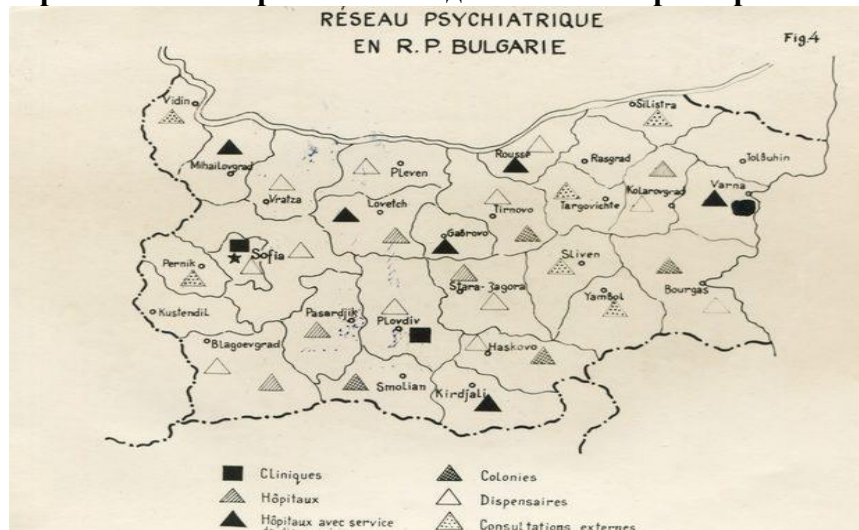 RÉSEAU PSYCHIATRIQUE
EN R.P. BULGARIE
Fig.4
Vidin
Silistra
Mihailovgrad
Pleven
Roussé
Rasgrad
Tolbuhin
Vratza
Lovetch
Tirnovo
Targovichte
Kolarovgrad
Varna
Gabrovo
Sofia
Pernik
Sliven
Stara-Zagora
Yambol
Bourgas
Kustendil
Pasardjik
Plovdiv
Haskovo
Blagoevgrad
Smolian
Kirdjali
Cliniques
Colonies
Hôpitaux
Dispensaires
Hôpitaux avec service
Consultations externes